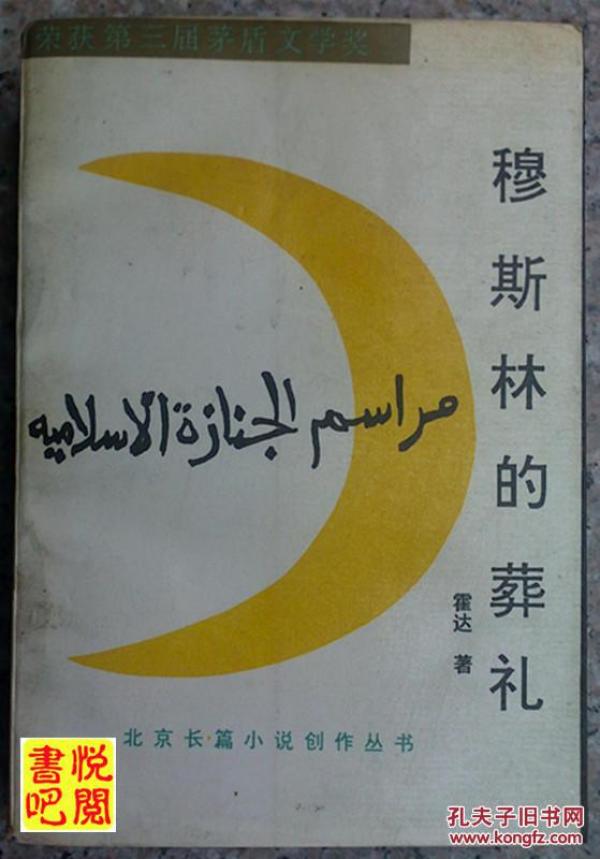 荣获第三届茅盾文学奖
穆斯林的葬礼
مراسم الجنازة الاسلاميه
霍达 著
北京长篇小说创作丛书
悦閲
書吧
孔夫子旧书网
www.kongfz.com